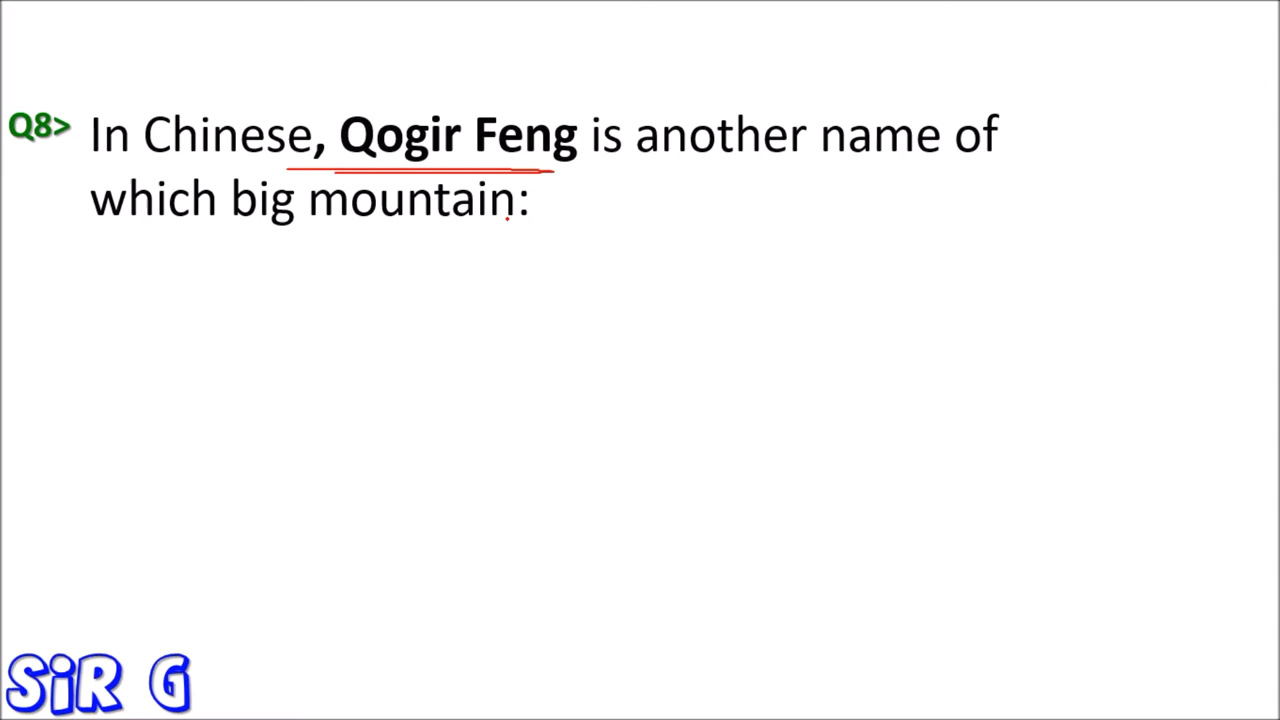 Q8> In Chinese, Qogir Feng is another name of
which big mountain:
SiR G